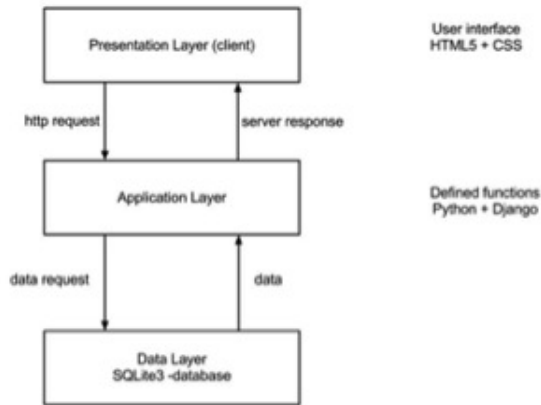 Presentation Layer (client)
User interface
HTML5 + CSS
http request
server response
Application Layer
Defined functions
Python + Django
data request
data
Data Layer
SQLite3 -database